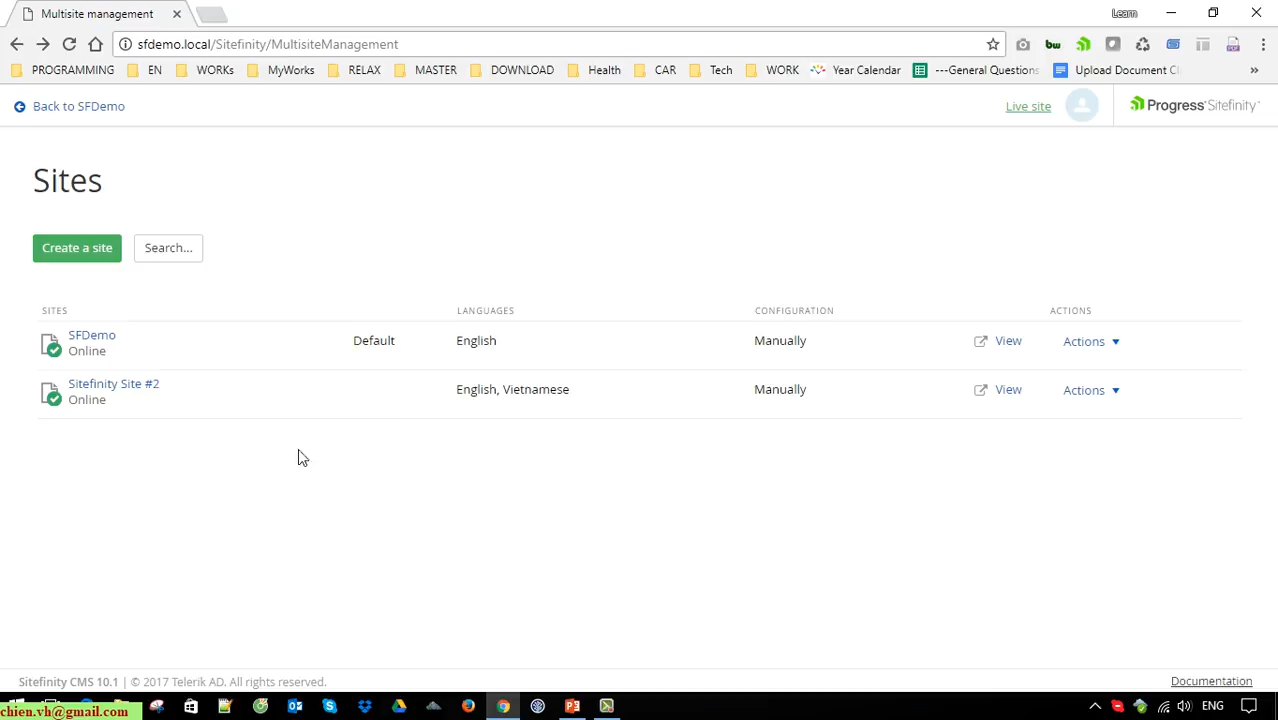 Multisite management
Learn
sfdemo.local/Sitefinity/MultisiteManagement
bw
PROGRAMMING EN WORKs MyWorks RELAX MASTER DOWNLOAD Health CAR Tech WORK Year Calendar ---General Questions Upload Document Cl »
Back to SFDemo
Live site
Progress Sitefinity
Sites
Create a site
Search...
SITES LANGUAGES CONFIGURATION ACTIONS
SFDemo
Online
Default English Manually View Actions
Sitefinity Site #2
Online
English, Vietnamese Manually View Actions
Sitefinity CMS 10.1 | © 2017 Telerik AD. All rights reserved.
Documentation
chien.vh@gmail.com
ENG